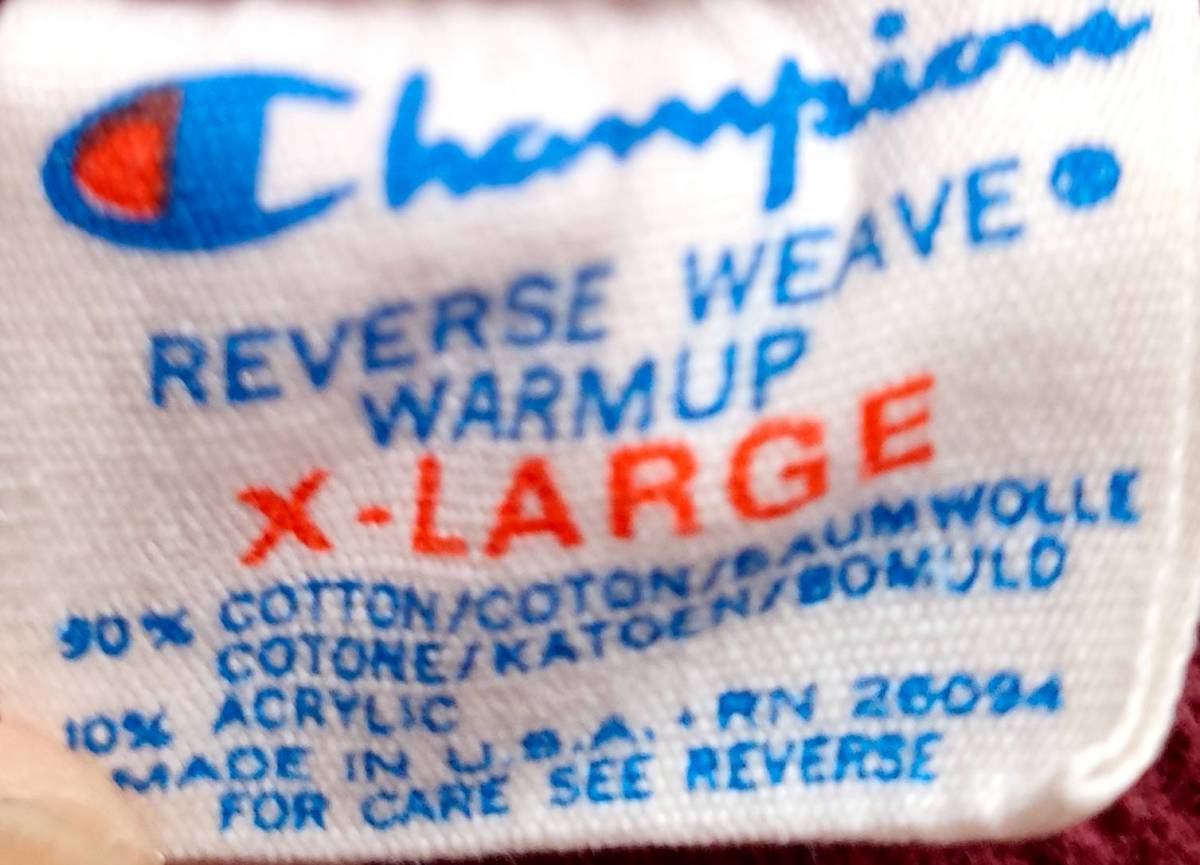 Champion
REVERSE WEAVE®
WARMUP
X-LARGE
90% COTTON/COTON/BAUMWOLLE
COTONE/KATOEN/BOMULD
10% ACRYLIC
MADE IN U.S.A. • RN 26094
FOR CARE SEE REVERSE